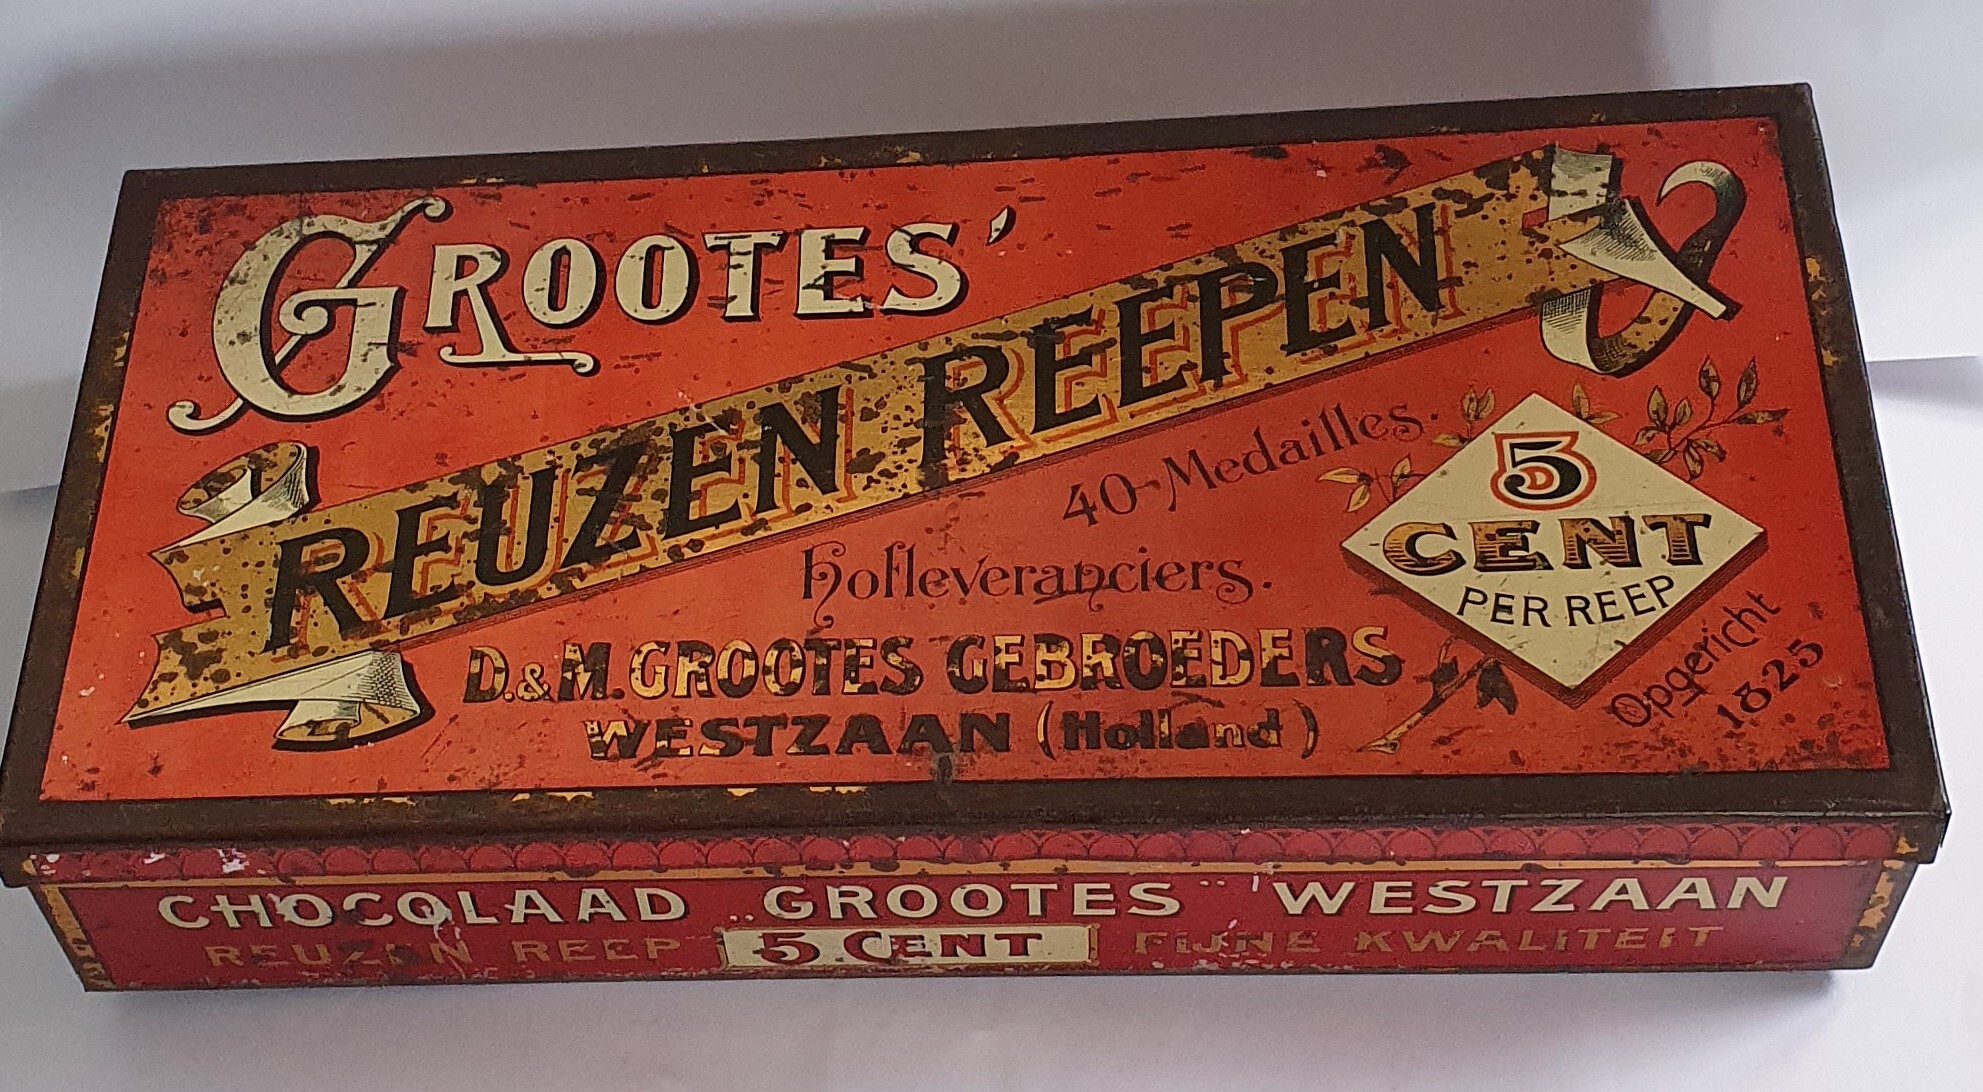 GROOTES'
REUZEN REEPEN
40-Medailles.
hofleveranciers.
D. & M. GROOTES GEBROEDERS
WESTZAAN (Holland)
5
CENT
PER REEP
Opgericht
1825
CHOCOLAAD „GROOTES" WESTZAAN
REUZEN REEP 5 CENT FIJNE KWALITEIT